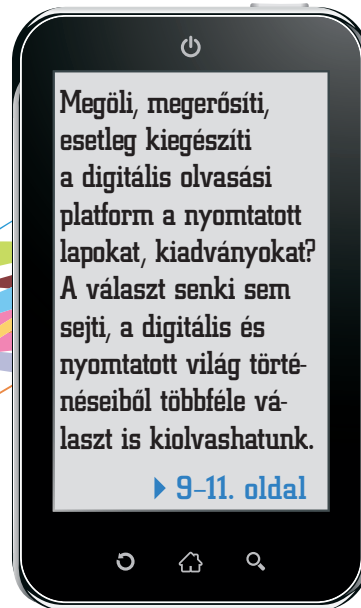 Megöli, megerősíti,
esetleg kiegészíti
a digitális olvasási
platform a nyomtatott
lapokat, kiadványokat?
A választ senki sem
sejti, a digitális és
nyomtatott világ törté-
néseiből többféle vá-
laszt is kiolvashatunk.
9–11. oldal